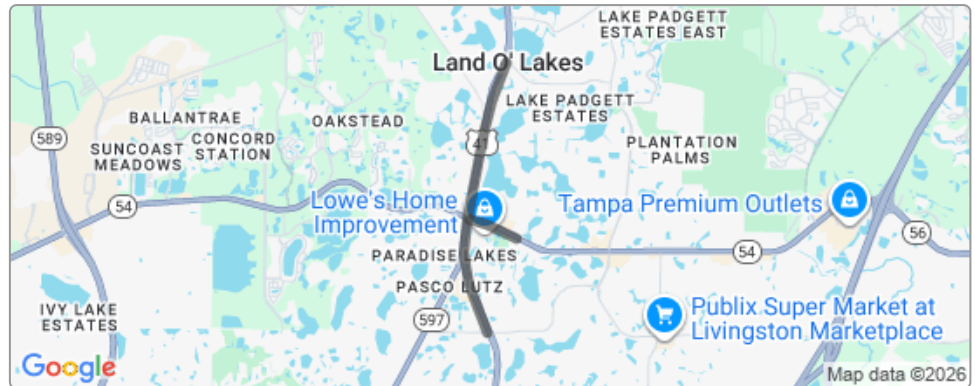 LAKE PADGETT
ESTATES EAST
Land O' Lakes
LAKE PADGETT
ESTATES
BALLANTRAE
OAKSTEAD
589
CONCORD
STATION
41
SUNCOAST
MEADOWS
PLANTATION
PALMS
Lowe's Home
Improvement
Tampa Premium Outlets
54
56
54
PARADISE LAKES
PASCO LUTZ
IVY LAKE
ESTATES
597
Publix Super Market at
Livingston Marketplace
Google
Map data ©2026